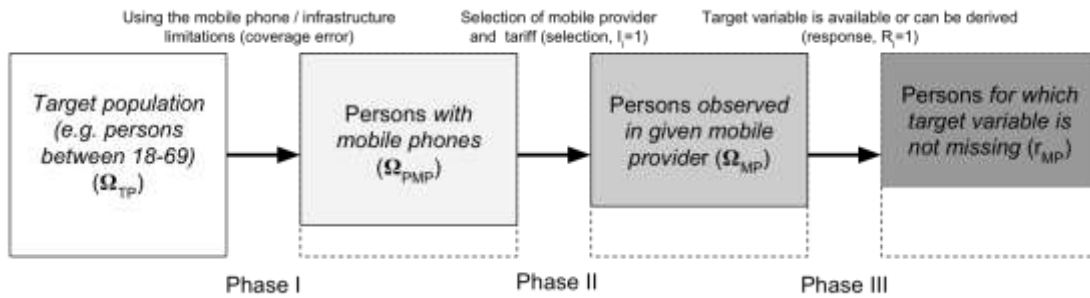 Using the mobile phone / infrastructure
limitations (coverage error)
Selection of mobile provider
and tariff (selection, Iᵢ=1)
Target variable is available or can be derived
(response, Rᵢ=1)
Target population
(e.g. persons
between 18-69)
(Ω_TP)
Persons with
mobile phones
(Ω_PMP)
Persons observed
in given mobile
provider (Ω_MP)
Persons for which
target variable is
not missing (r_MP)
Phase I
Phase II
Phase III